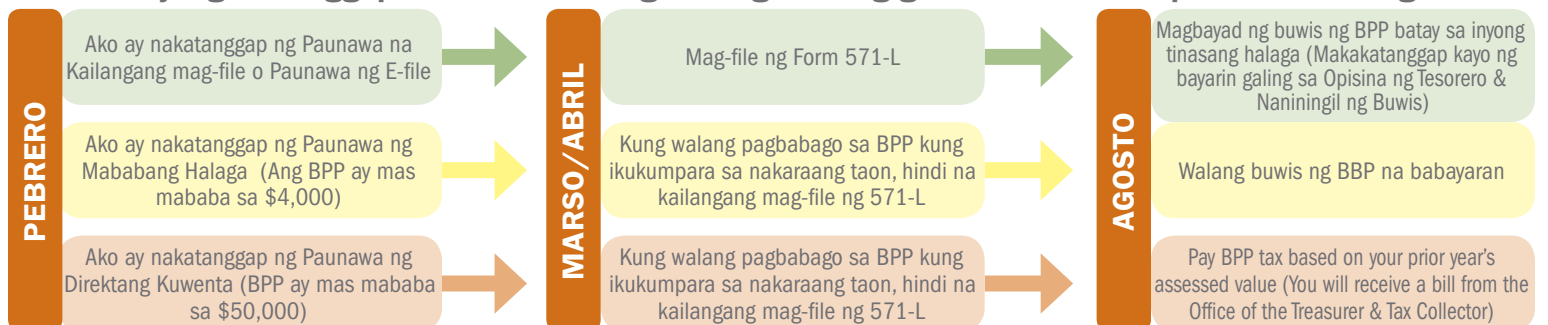 PEBRERO
Ako ay nakatanggap ng Paunawa na
Kailangang mag-file o Paunawa ng E-file
Ako ay nakatanggap ng Paunawa ng
Mababang Halaga (Ang BPP ay mas
mababa sa $4,000)
Ako ay nakatanggap ng Paunawa ng
Direktang Kuwenta (BPP ay mas mababa
sa $50,000)
MARSO/ABRIL
Mag-file ng Form 571-L
Kung walang pagbabago sa BPP kung
ikukumpara sa nakaraang taon, hindi na
kailangang mag-file ng 571-L
Kung walang pagbabago sa BPP kung
ikukumpara sa nakaraang taon, hindi na
kailangang mag-file ng 571-L
AGOSTO
Magbayad ng buwis ng BPP batay sa inyong
tinasang halaga (Makakatanggap kayo ng
bayarin galing sa Opisina ng Tesorero &
Naniningil ng Buwis)
Walang buwis ng BBP na babayaran
Pay BPP tax based on your prior year's
assessed value (You will receive a bill from the
Office of the Treasurer & Tax Collector)